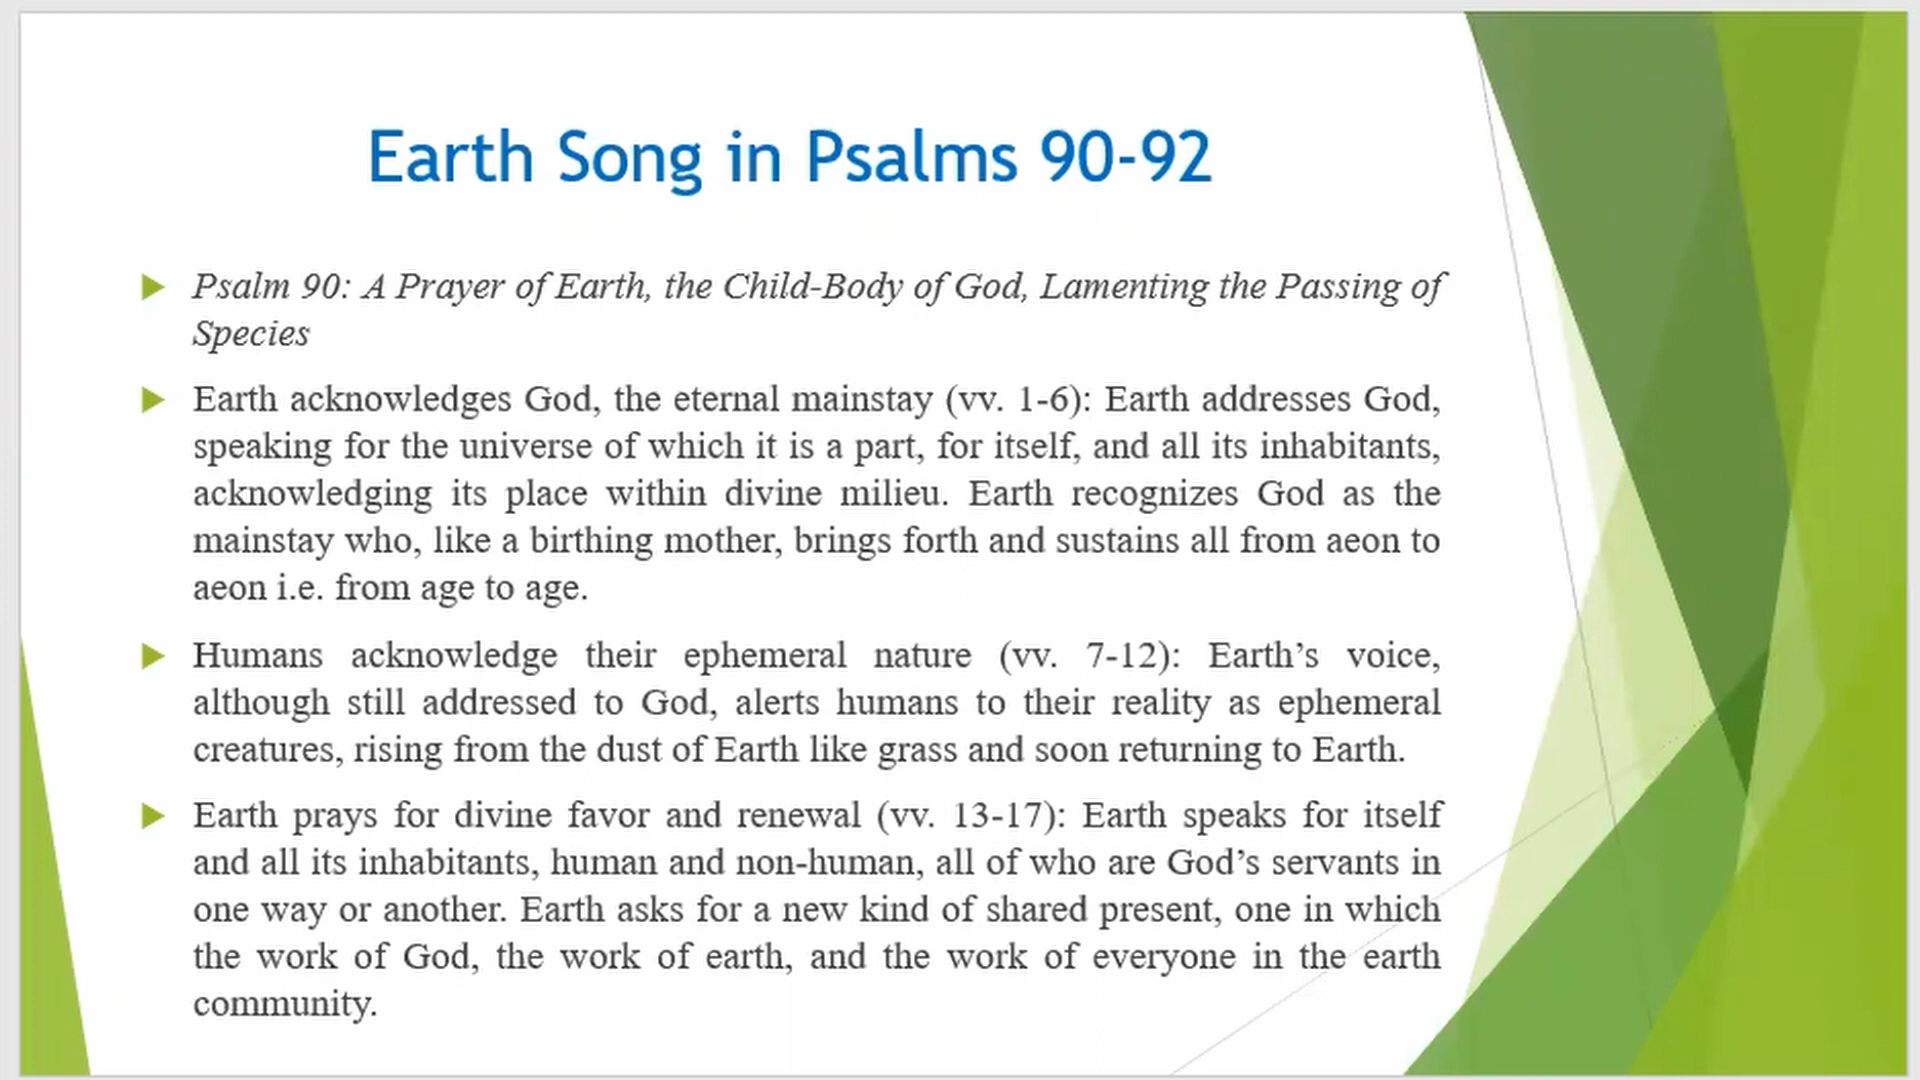 Earth Song in Psalms 90-92
Psalm 90: A Prayer of Earth, the Child-Body of God, Lamenting the Passing of
Species
Earth acknowledges God, the eternal mainstay (vv. 1-6): Earth addresses God,
speaking for the universe of which it is a part, for itself, and all its inhabitants,
acknowledging its place within divine milieu. Earth recognizes God as the
mainstay who, like a birthing mother, brings forth and sustains all from aeon to
aeon i.e. from age to age.
Humans acknowledge their ephemeral nature (vv. 7-12): Earth’s voice,
although still addressed to God, alerts humans to their reality as ephemeral
creatures, rising from the dust of Earth like grass and soon returning to Earth.
Earth prays for divine favor and renewal (vv. 13-17): Earth speaks for itself
and all its inhabitants, human and non-human, all of who are God’s servants in
one way or another. Earth asks for a new kind of shared present, one in which
the work of God, the work of earth, and the work of everyone in the earth
community.